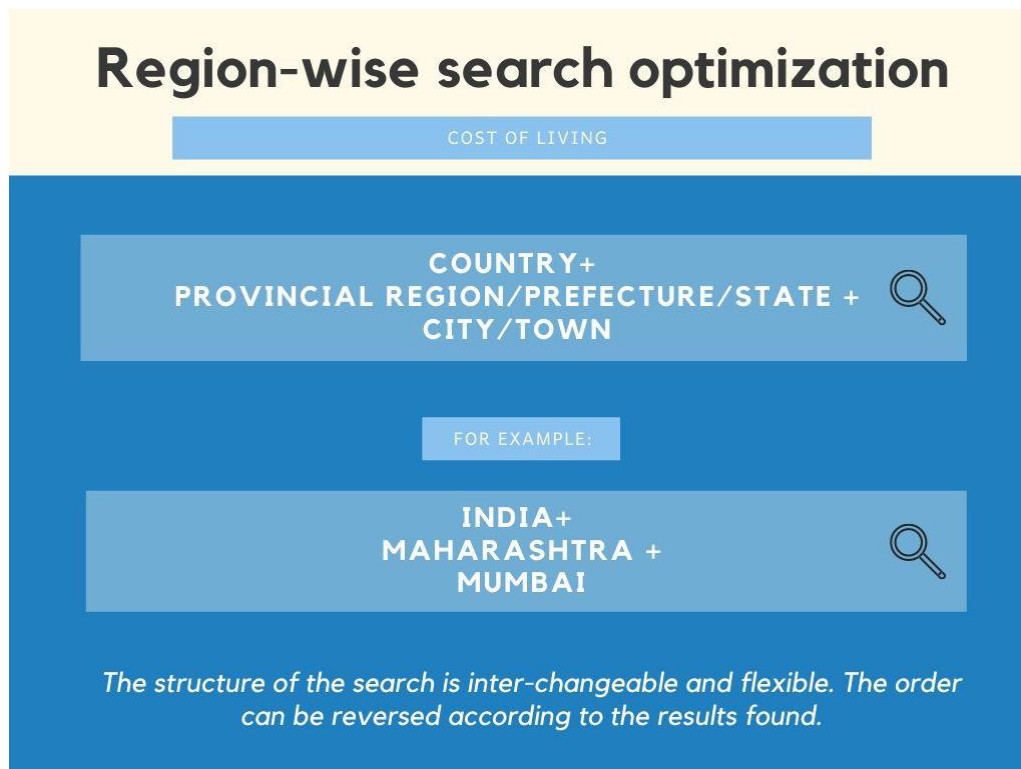 Region-wise search optimization
COST OF LIVING
COUNTRY+
PROVINCIAL REGION/PREFECTURE/STATE +
CITY/TOWN
FOR EXAMPLE:
INDIA+
MAHARASHTRA +
MUMBAI
The structure of the search is inter-changeable and flexible. The order
can be reversed according to the results found.